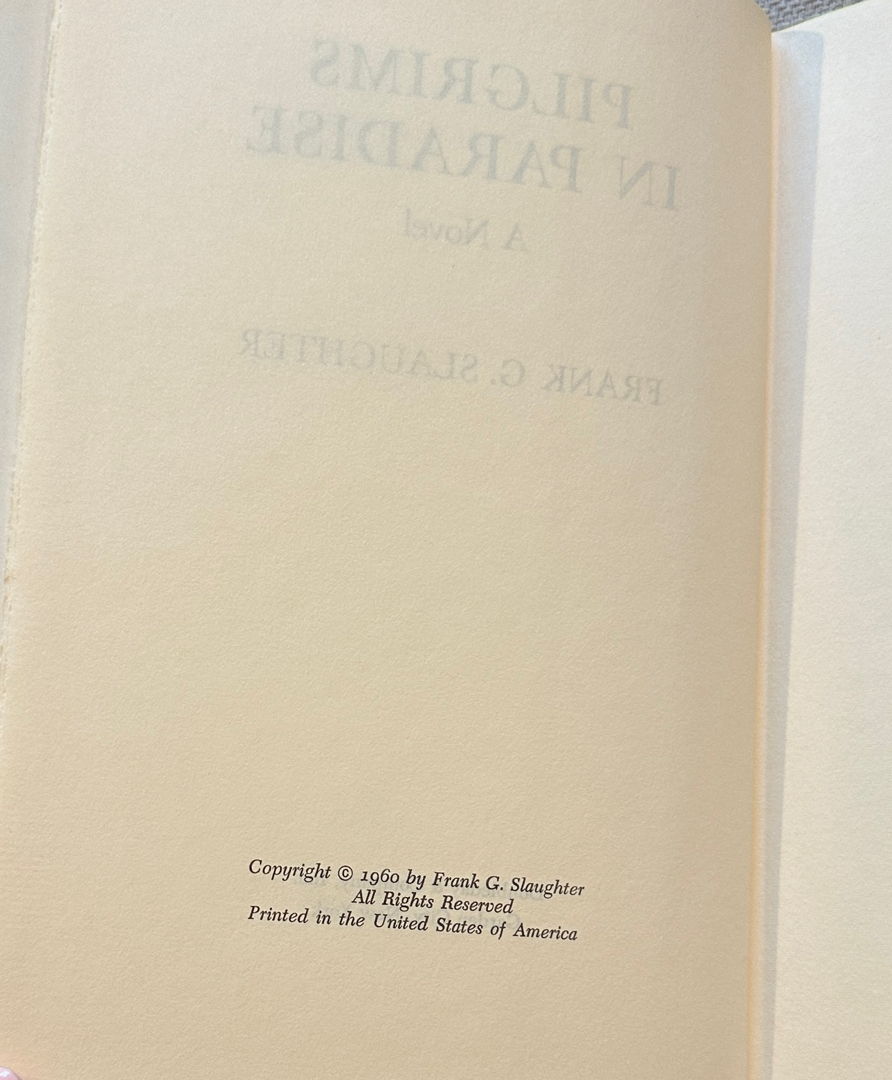 PILGRIMS
IN PARADISE
A Novel
FRANK G. SLAUGHTER
Copyright © 1960 by Frank G. Slaughter
All Rights Reserved
Printed in the United States of America